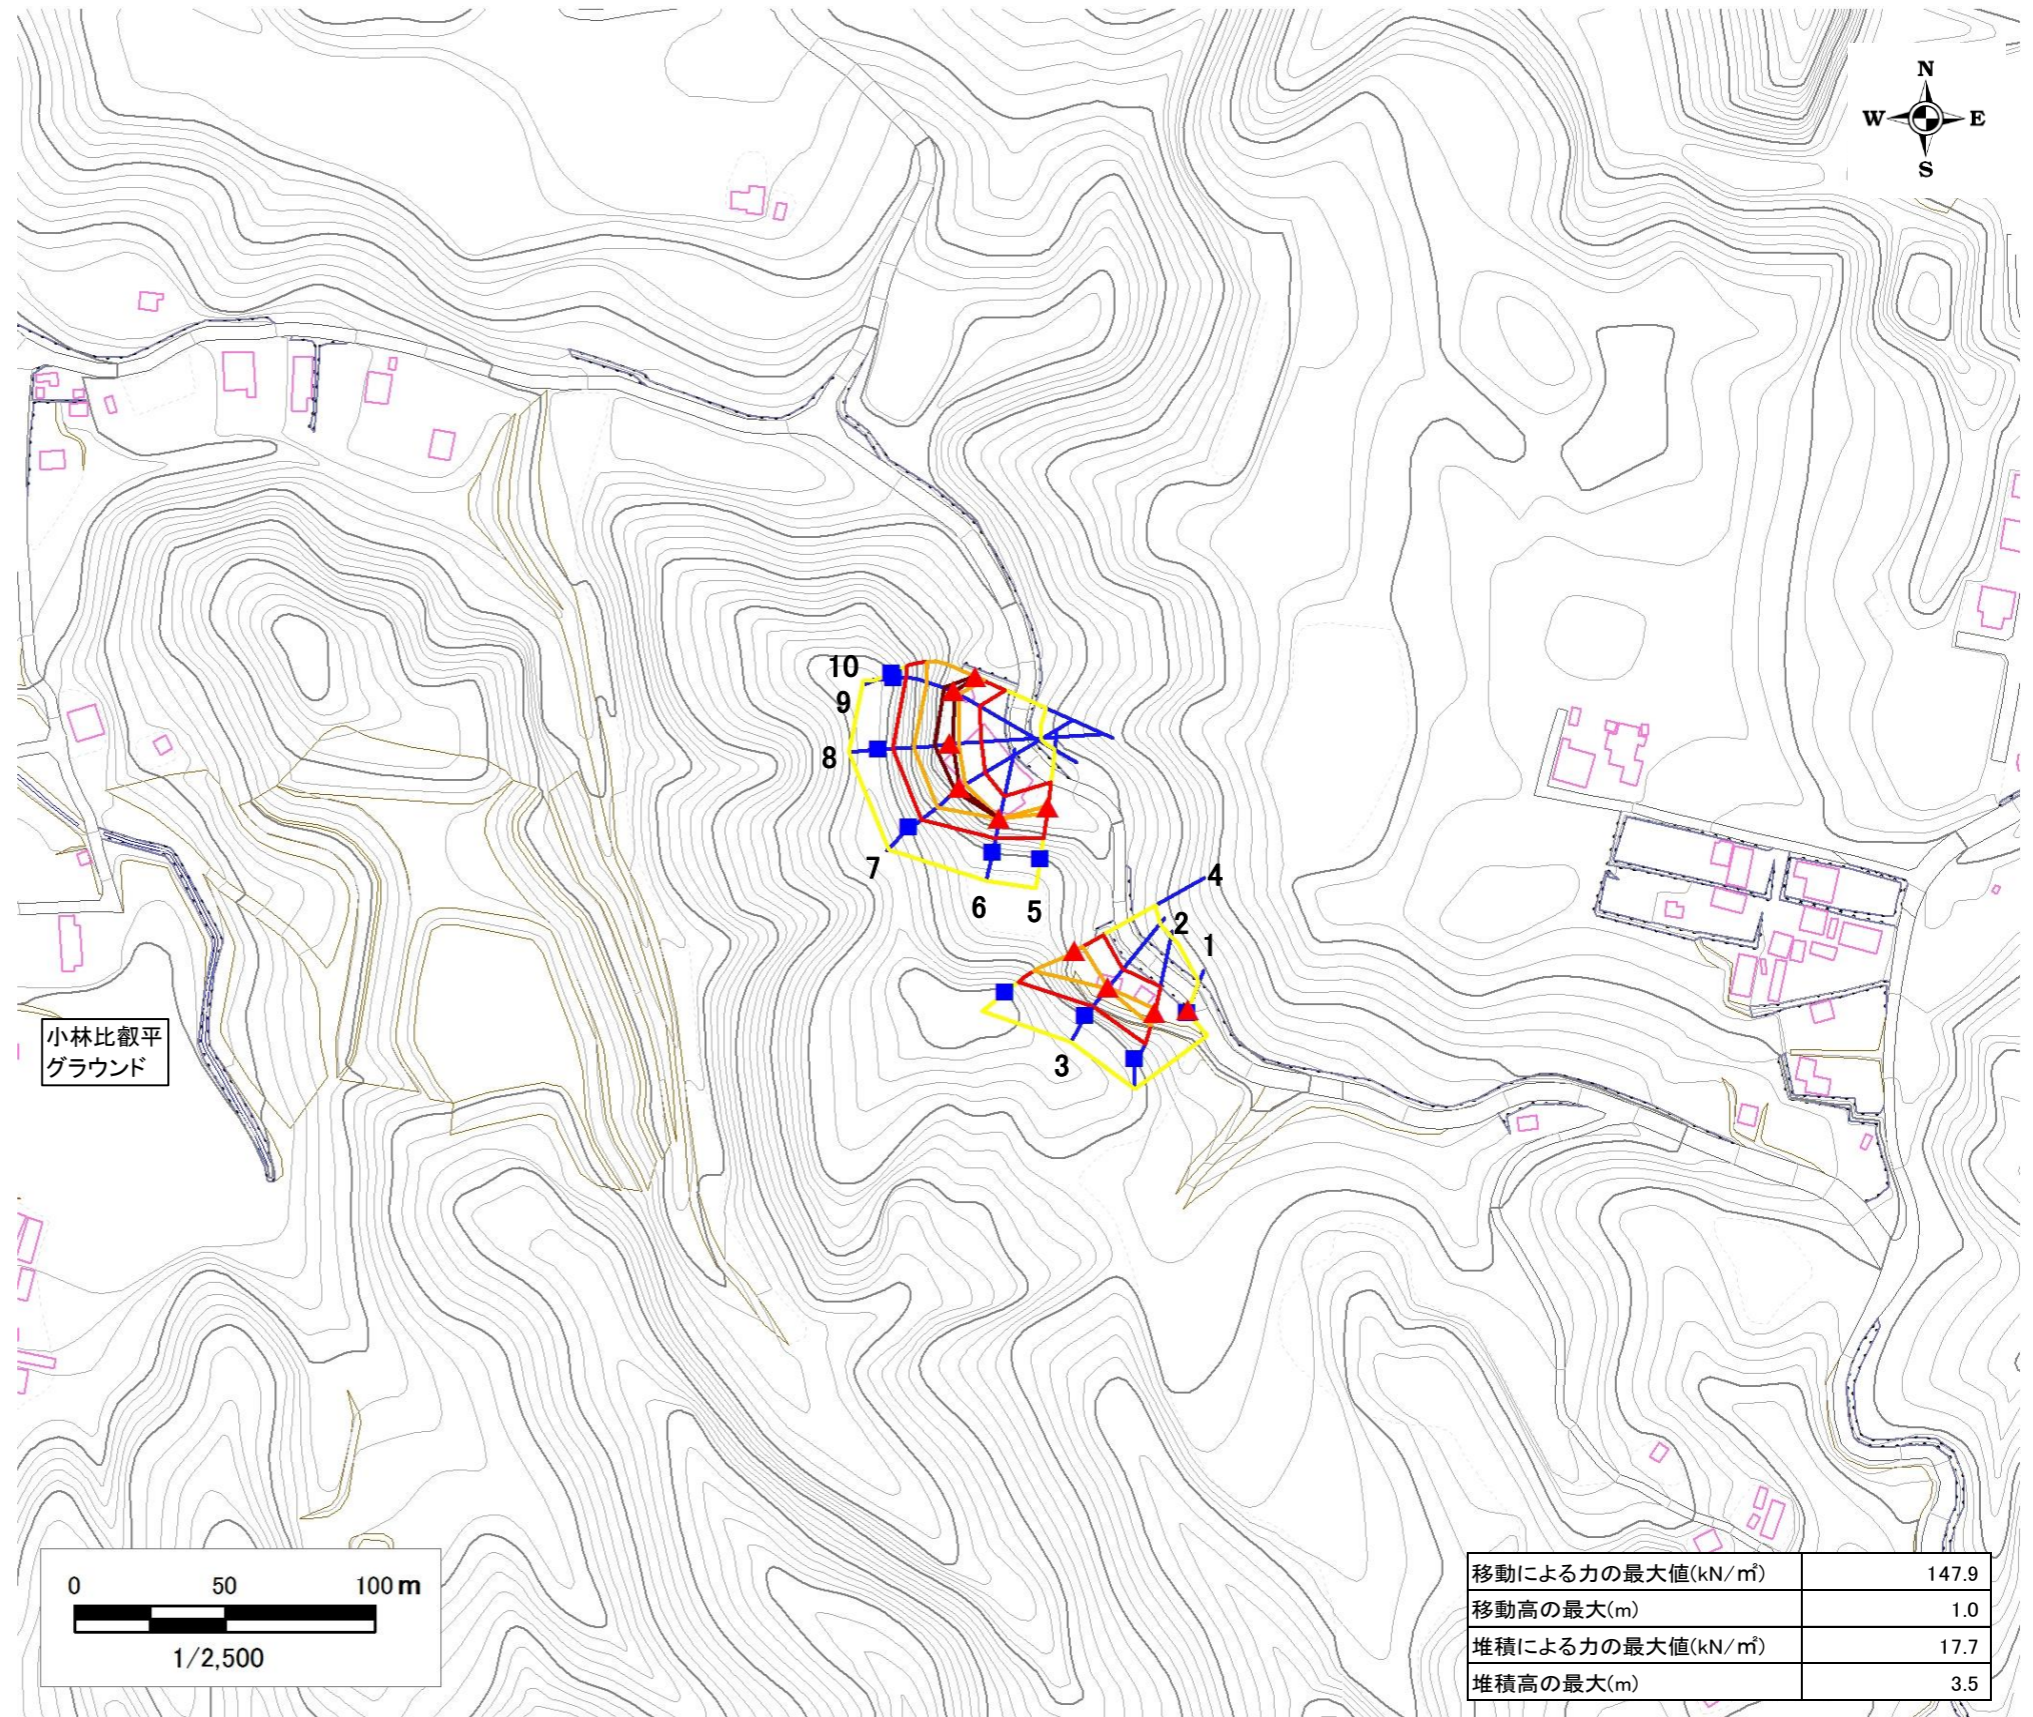 N
W E
S
10
9
8
7
6
5
4
2
1
3
小林比叡平
グラウンド
0 50 100 m
1/2,500
移動による力の最大値(kN/㎡) 147.9
移動高の最大(m) 1.0
堆積による力の最大値(kN/㎡) 17.7
堆積高の最大(m) 3.5